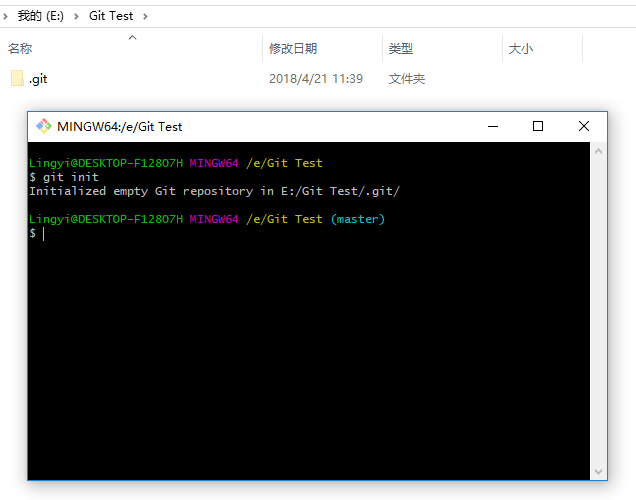 我的 (E:) Git Test
名称 修改日期 类型 大小
.git 2018/4/21 11:39 文件夹
MINGW64:/e/Git Test
Lingyi@DESKTOP-F12807H MINGW64 /e/Git Test
$ git init
Initialized empty Git repository in E:/Git Test/.git/
Lingyi@DESKTOP-F12807H MINGW64 /e/Git Test (master)
$